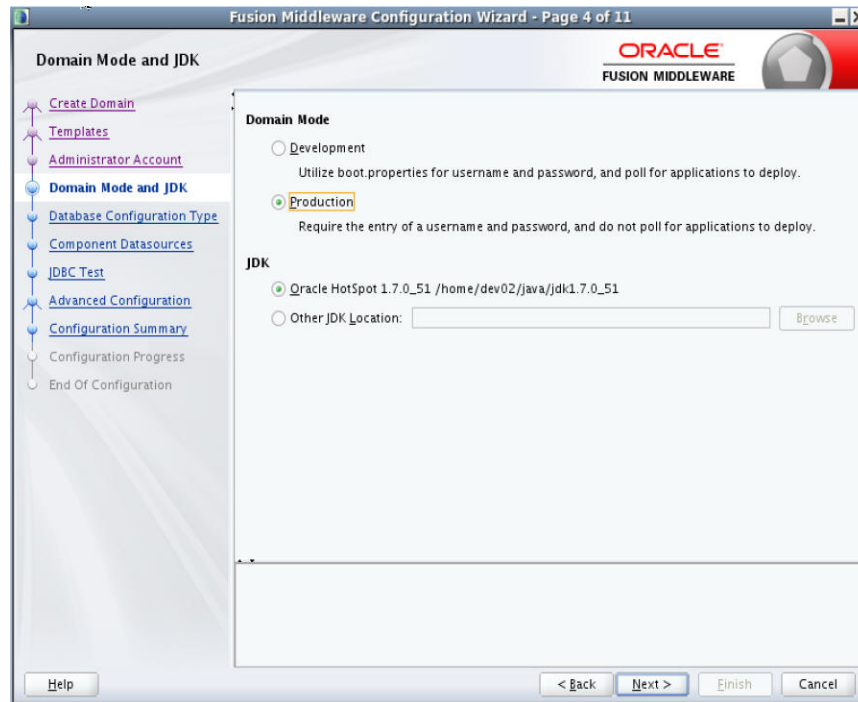 Fusion Middleware Configuration Wizard - Page 4 of 11
Domain Mode and JDK
ORACLE
FUSION MIDDLEWARE
Create Domain
Templates
Administrator Account
Domain Mode and JDK
Database Configuration Type
Component Datasources
JDBC Test
Advanced Configuration
Configuration Summary
Configuration Progress
End Of Configuration
Domain Mode
Development
Utilize boot.properties for username and password, and poll for applications to deploy.
Production
Require the entry of a username and password, and do not poll for applications to deploy.
JDK
Oracle HotSpot 1.7.0_51 /home/dev02/java/jdk1.7.0_51
Other JDK Location:
Browse
Help
< Back
Next >
Finish
Cancel